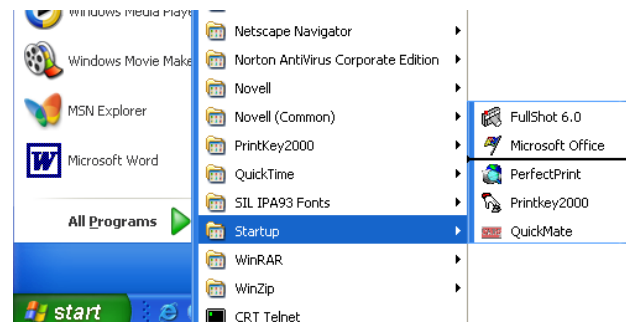 Windows Media Playe
Windows Movie Make
MSN Explorer
Microsoft Word
All Programs
start
Netscape Navigator
Norton AntiVirus Corporate Edition
Novell
Novell (Common)
PrintKey2000
QuickTime
SIL IPA93 Fonts
Startup
WinRAR
WinZip
CRT Telnet
FullShot 6.0
Microsoft Office
PerfectPrint
Printkey2000
QuickMate